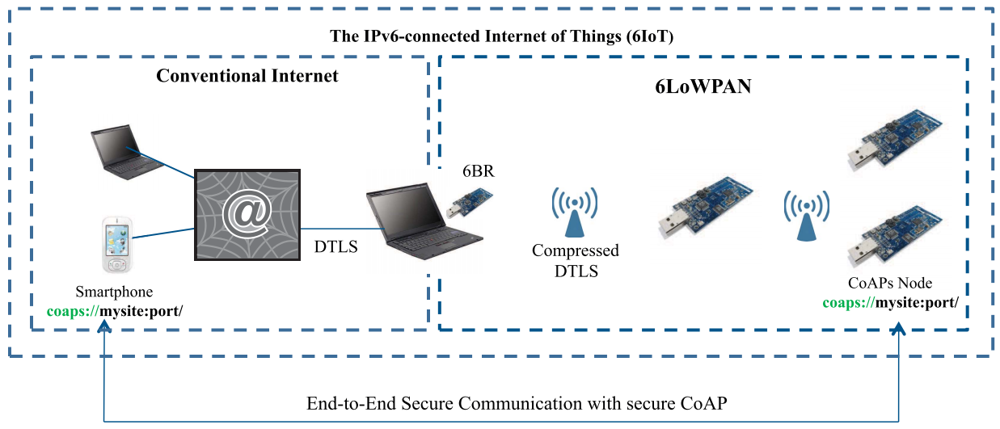 The IPv6-connected Internet of Things (6IoT)
Conventional Internet
6LoWPAN
6BR
@
DTLS
Compressed
DTLS
Smartphone
coaps://mysite:port/
CoAPs Node
coaps://mysite:port/
End-to-End Secure Communication with secure CoAP